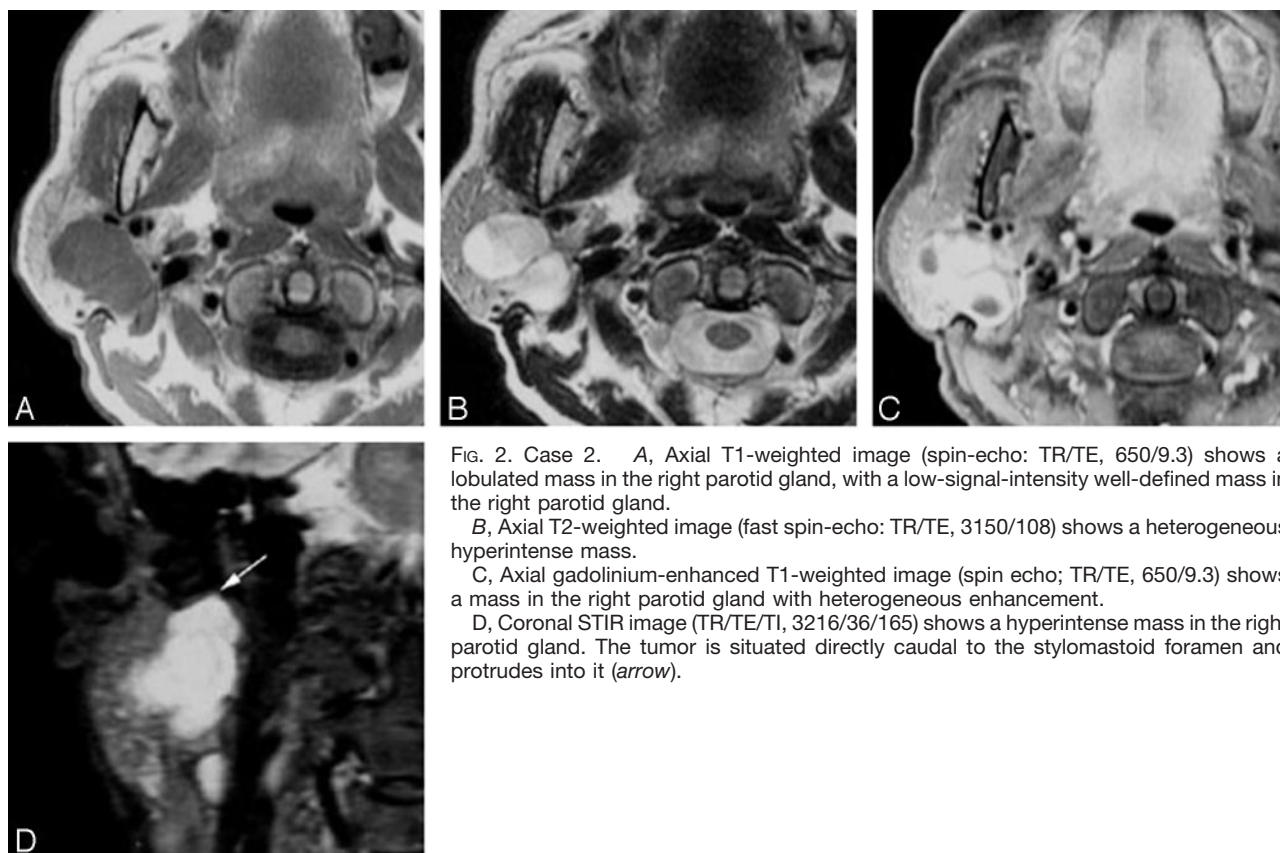 A
B
C
D
FIG. 2. Case 2. A, Axial T1-weighted image (spin-echo: TR/TE, 650/9.3) shows a
lobulated mass in the right parotid gland, with a low-signal-intensity well-defined mass in
the right parotid gland.
B, Axial T2-weighted image (fast spin-echo: TR/TE, 3150/108) shows a heterogeneous
hyperintense mass.
C, Axial gadolinium-enhanced T1-weighted image (spin echo; TR/TE, 650/9.3) shows
a mass in the right parotid gland with heterogeneous enhancement.
D, Coronal STIR image (TR/TE/TI, 3216/36/165) shows a hyperintense mass in the righ
parotid gland. The tumor is situated directly caudal to the stylomastoid foramen and
protrudes into it (arrow).